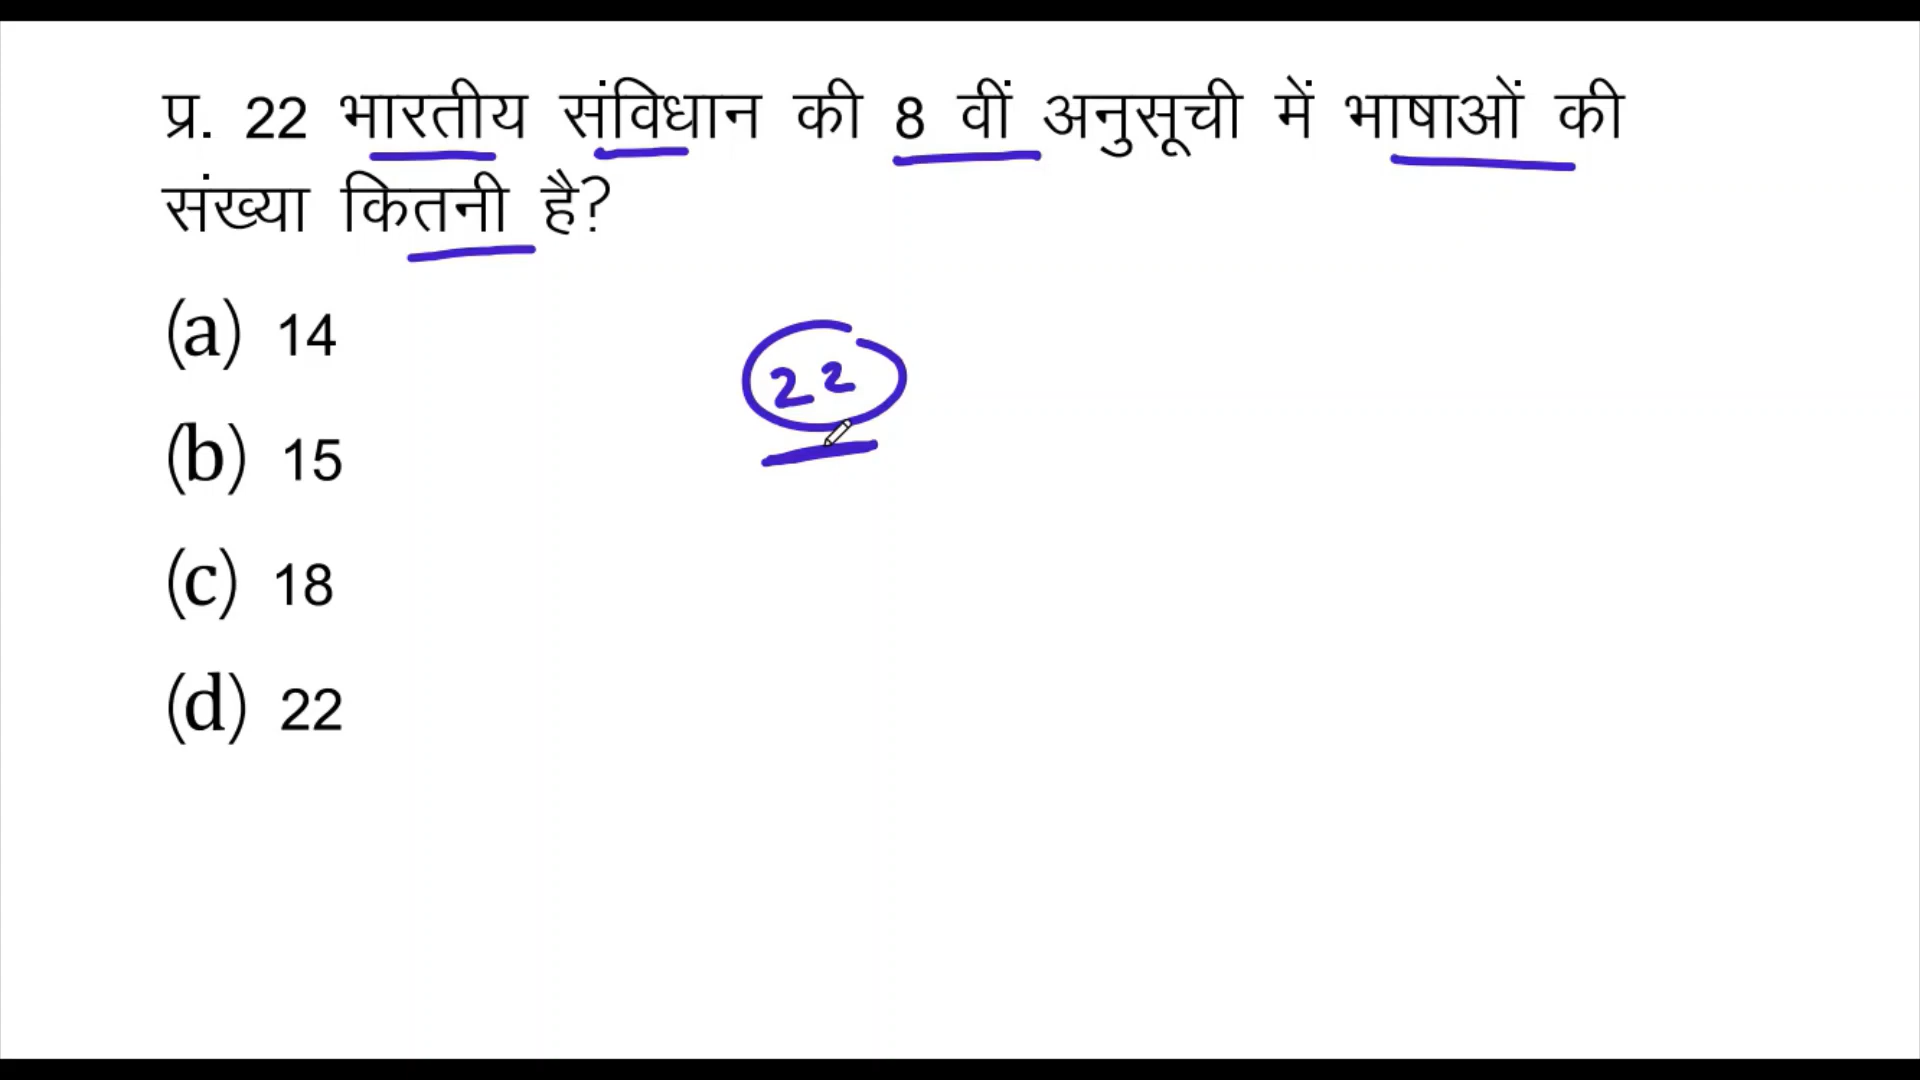 प्र. 22 भारतीय संविधान की 8 वीं अनुसूची में भाषाओं की
संख्या कितनी है?
(a) 14
22
(b) 15
(c) 18
(d) 22